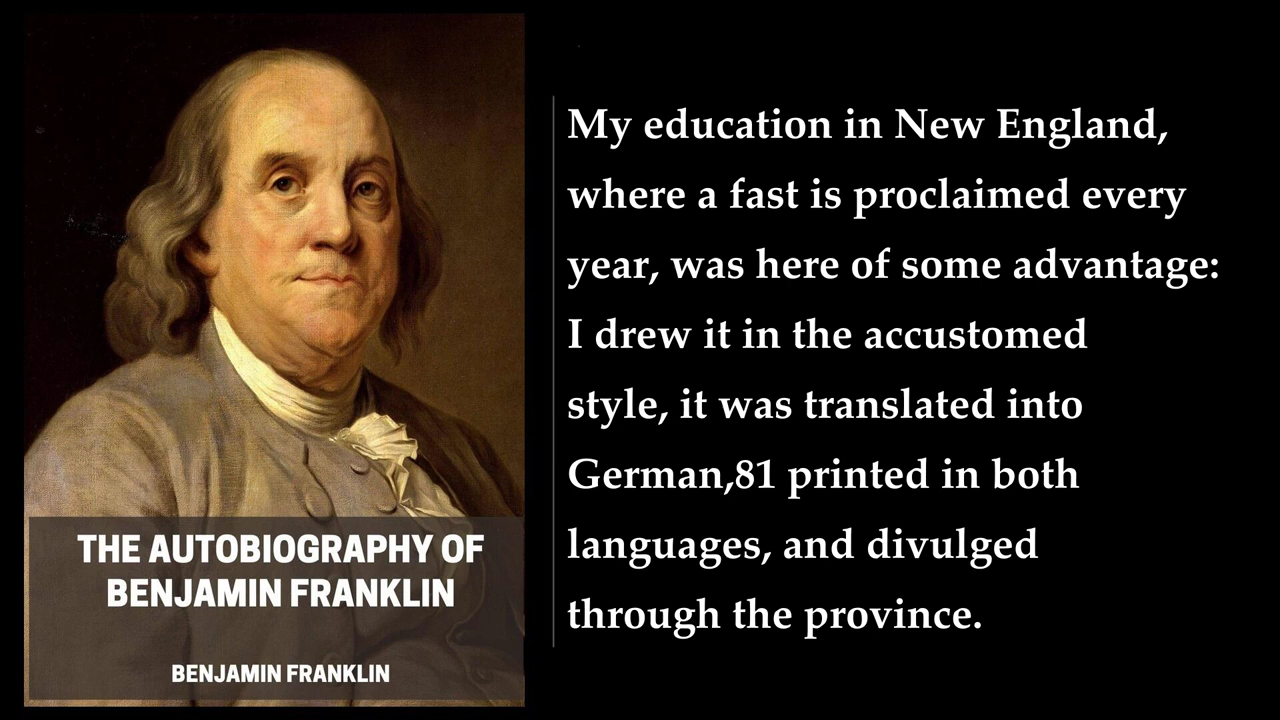 THE AUTOBIOGRAPHY OF
BENJAMIN FRANKLIN
BENJAMIN FRANKLIN
My education in New England,
where a fast is proclaimed every
year, was here of some advantage:
I drew it in the accustomed
style, it was translated into
German,81 printed in both
languages, and divulged
through the province.